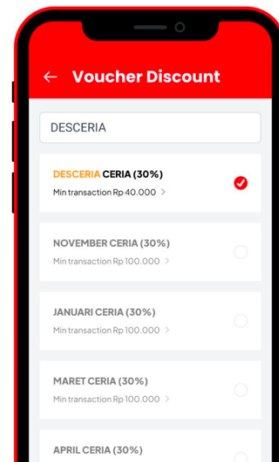 Voucher Discount
DESCERIA
DESCERIA CERIA (30%)
Min transaction Rp 40.000 >
NOVEMBER CERIA (30%)
Min transaction Rp 100.000 >
JANUARI CERIA (30%)
Min transaction Rp 100.000 >
MARET CERIA (30%)
Min transaction Rp 100.000 >
APRIL CERIA (30%)